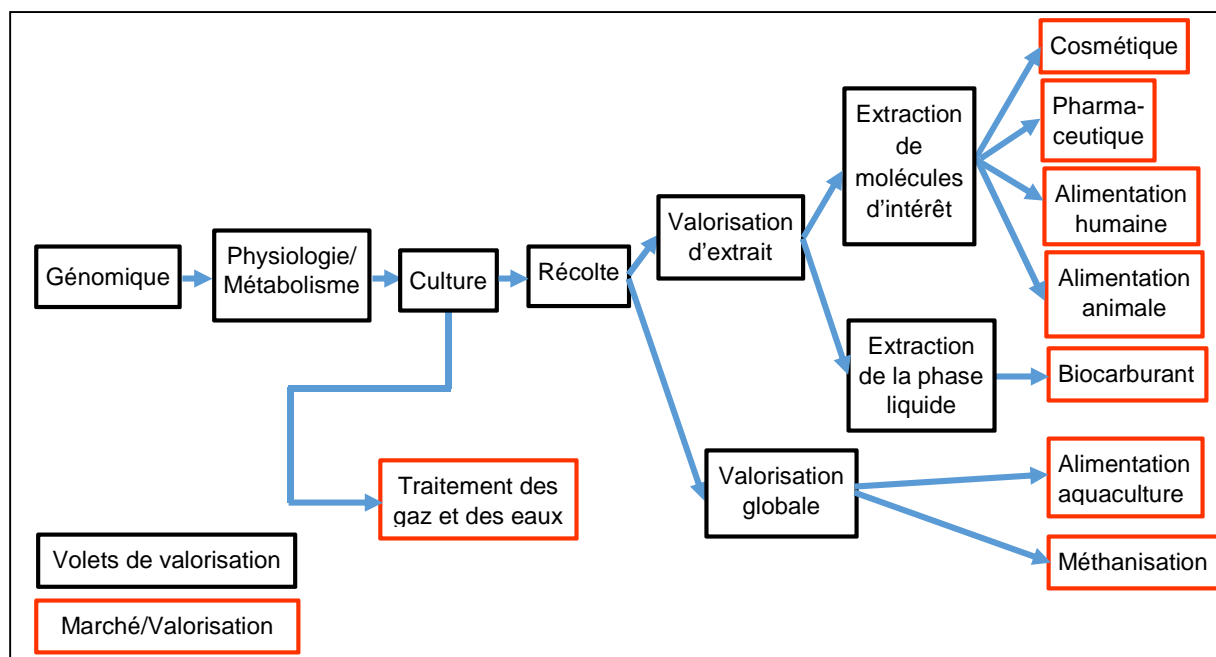 Génomique
Physiologie/
Métabolisme
Culture
Récolte
Valorisation
d'extrait
Extraction
de
molécules
d'intérêt
Cosmétique
Pharma-
ceutique
Alimentation
humaine
Alimentation
animale
Extraction
de la phase
liquide
Biocarburant
Valorisation
globale
Alimentation
aquaculture
Méthanisation
Traitement des
gaz et des eaux
Volets de valorisation
Marché/Valorisation